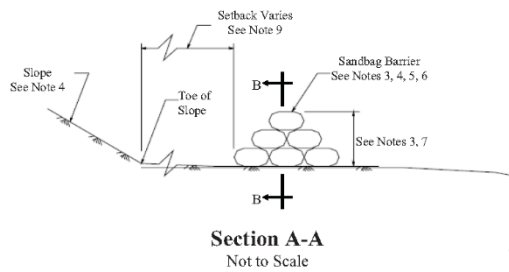 Setback Varies
See Note 9
Slope
See Note 4
Toe of
Slope
Sandbag Barrier
See Notes 3, 4, 5, 6
B
See Notes 3, 7
B
Section A-A
Not to Scale